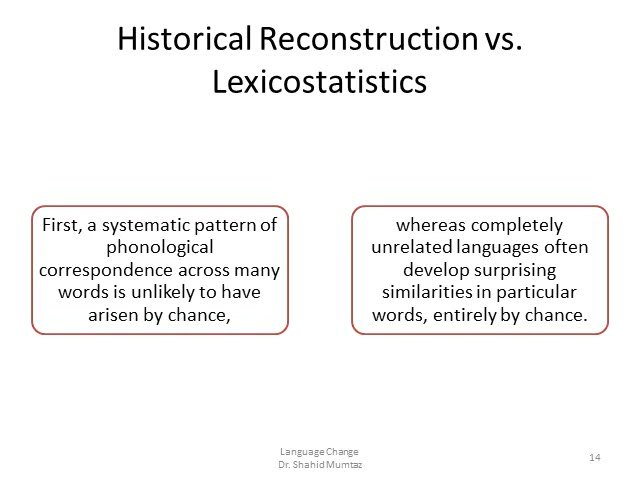 Historical Reconstruction vs.
Lexicostatistics
First, a systematic pattern of
phonological
correspondence across many
words is unlikely to have
arisen by chance,
whereas completely
unrelated languages often
develop surprising
similarities in particular
words, entirely by chance.
Language Change
Dr. Shahid Mumtaz
14